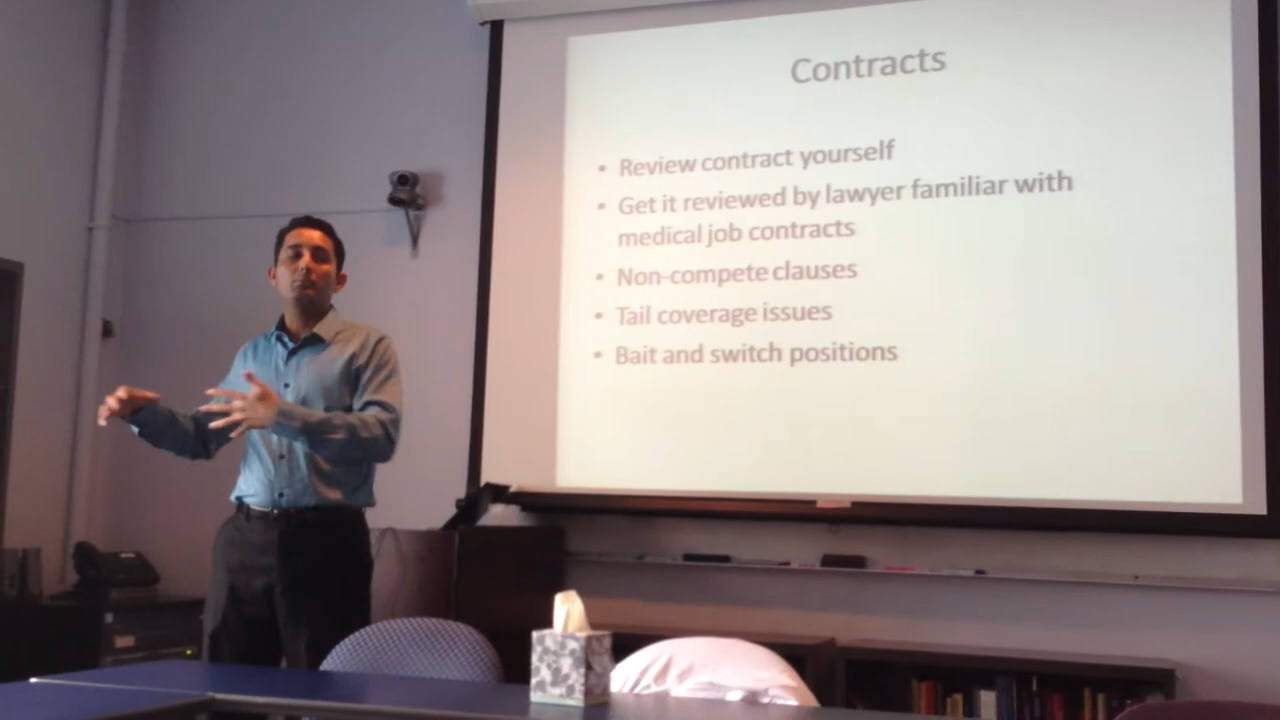 Contracts
• Review contract yourself
• Get it reviewed by lawyer familiar with
medical job contracts
• Non-compete clauses
• Tail coverage issues
• Bait and switch positions